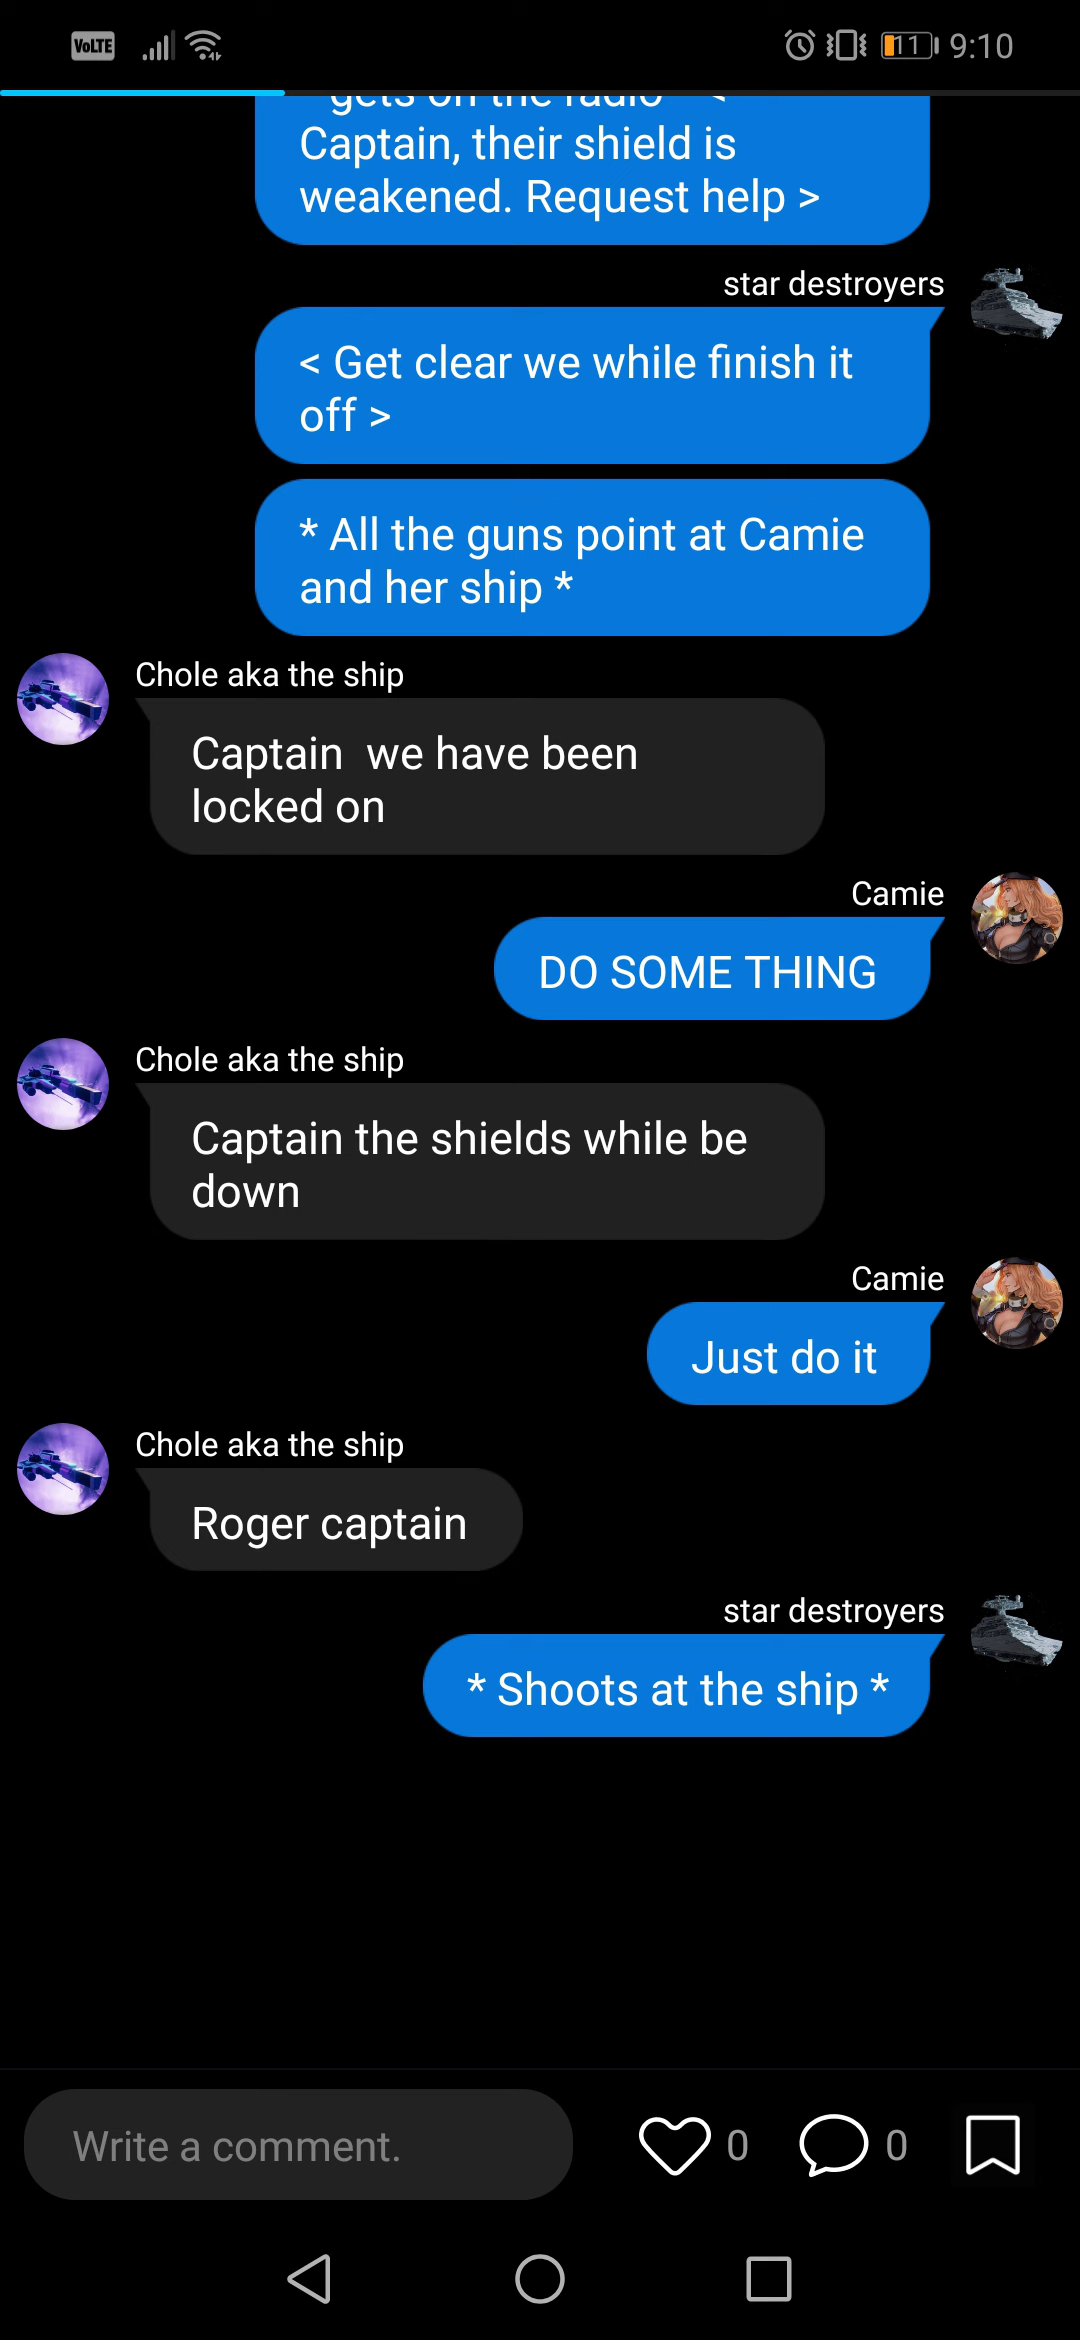 VoLTE 11 9:10
gets on the radio <
Captain, their shield is
weakened. Request help >
star destroyers
< Get clear we while finish it
off >
* All the guns point at Camie
and her ship *
Chole aka the ship
Captain  we have been
locked on
Camie
DO SOME THING
Chole aka the ship
Captain the shields while be
down
Camie
Just do it
Chole aka the ship
Roger captain
star destroyers
* Shoots at the ship *
Write a comment. 0 0